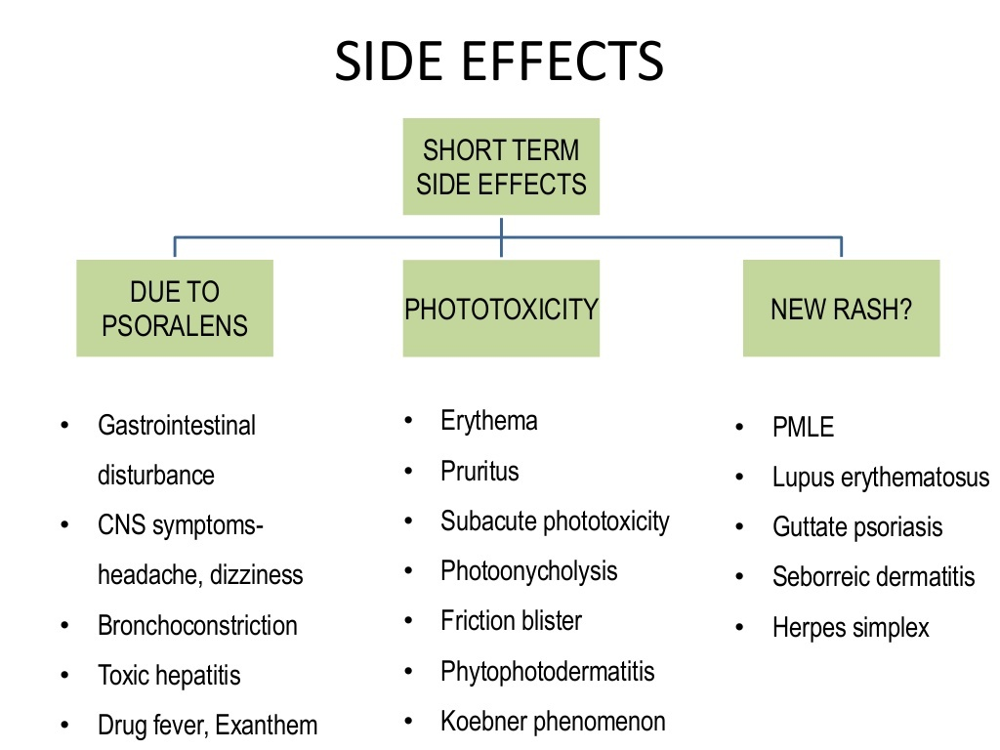 SIDE EFFECTS
SHORT TERM
SIDE EFFECTS
DUE TO
PSORALENS
PHOTOTOXICITY
NEW RASH?
• Gastrointestinal
disturbance
• CNS symptoms-
headache, dizziness
• Bronchoconstriction
• Toxic hepatitis
• Drug fever, Exanthem
• Erythema
• Pruritus
• Subacute phototoxicity
• Photoonycholysis
• Friction blister
• Phytophotodermatitis
• Koebner phenomenon
• PMLE
• Lupus erythematosus
• Guttate psoriasis
• Seborreic dermatitis
• Herpes simplex